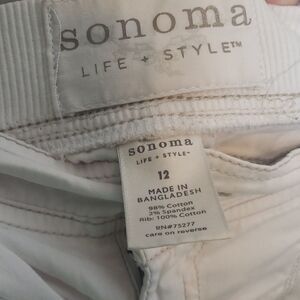 sonoma
LIFE + STYLE™
sonoma
LIFE + STYLE™
12
MADE IN
BANGLADESH
98% Cotton
2% Spandex
Rib: 100% Cotton
RN#75277
care on reverse